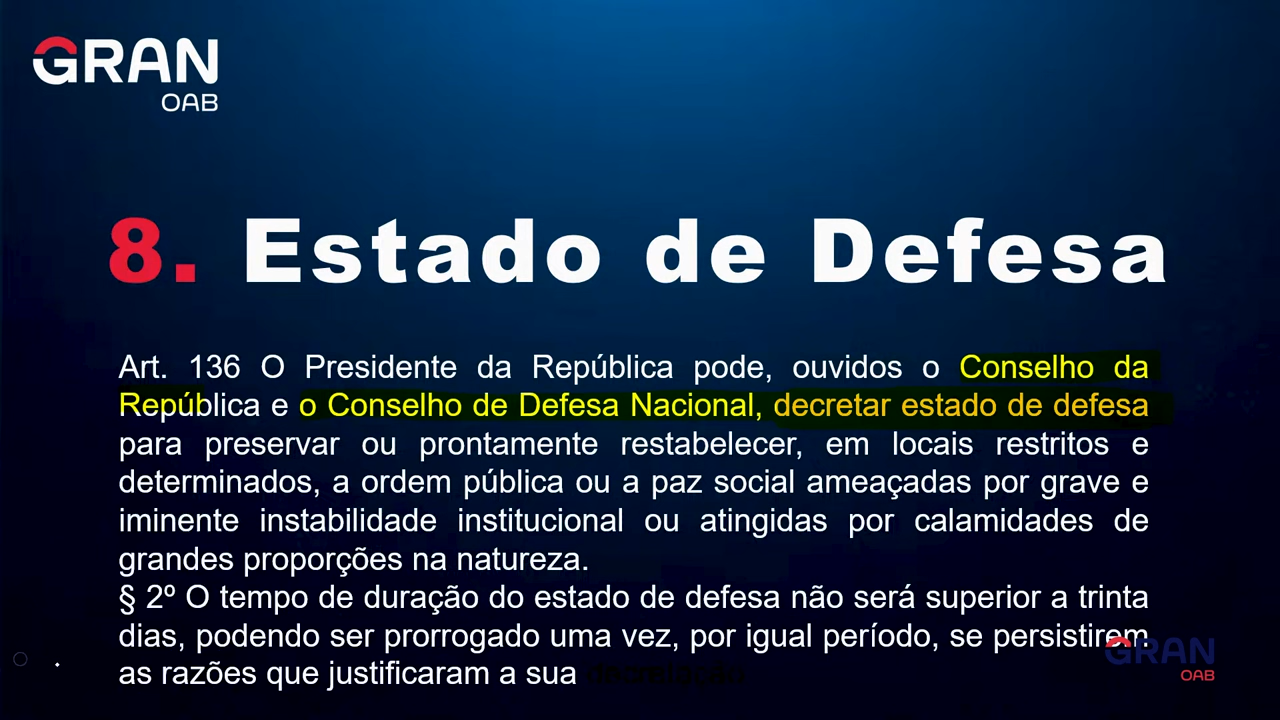 GRAN
OAB
8. Estado de Defesa
Art. 136 O Presidente da República pode, ouvidos o Conselho da
República e o Conselho de Defesa Nacional, decretar estado de defesa
para preservar ou prontamente restabelecer, em locais restritos e
determinados, a ordem pública ou a paz social ameaçadas por grave e
iminente instabilidade institucional ou atingidas por calamidades de
grandes proporções na natureza.
§ 2º O tempo de duração do estado de defesa não será superior a trinta
dias, podendo ser prorrogado uma vez, por igual período, se persistirem
as razões que justificaram a sua decretação
GRAN
OAB